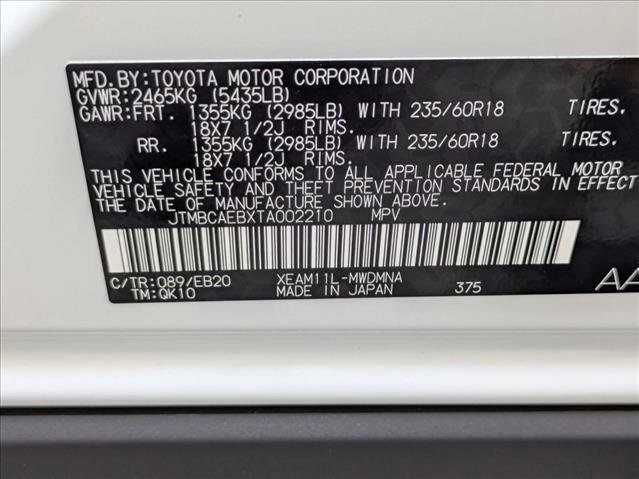 MFD.BY:TOYOTA MOTOR CORPORATION
GVWR:2465KG (5435LB)
GAWR:FRT. 1355KG (2985LB) WITH 235/60R18 TIRES.
18X7 1/2J RIMS.
RR. 1355KG (2985LB) WITH 235/60R18 TIRES.
18X7 1/2J RIMS.
THIS VEHICLE CONFORMS TO ALL APPLICABLE FEDERAL MOTOR
VEHICLE SAFETY AND THEFT PREVENTION STANDARDS IN EFFECT
THE DATE OF MANUFACTURE SHOWN ABOVE.
JTMBCAEBXTA002210 MPV
C/TR:089/EB20 XEAM11L-MWDMNA
TM:QK10 MADE IN JAPAN 375